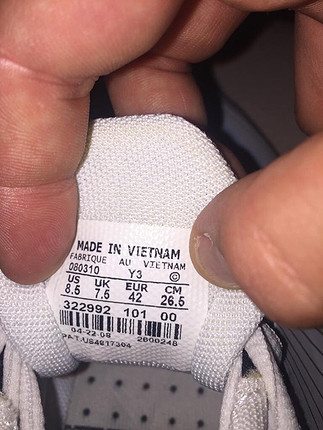 MADE IN VIETNAM
FABRIQUE AU VIETNAM
080310 Y3 ©
US UK EUR CM
8.5 7.5 42 26.5
322992 101 00
04-22-08 2800248
PAT.US4817304